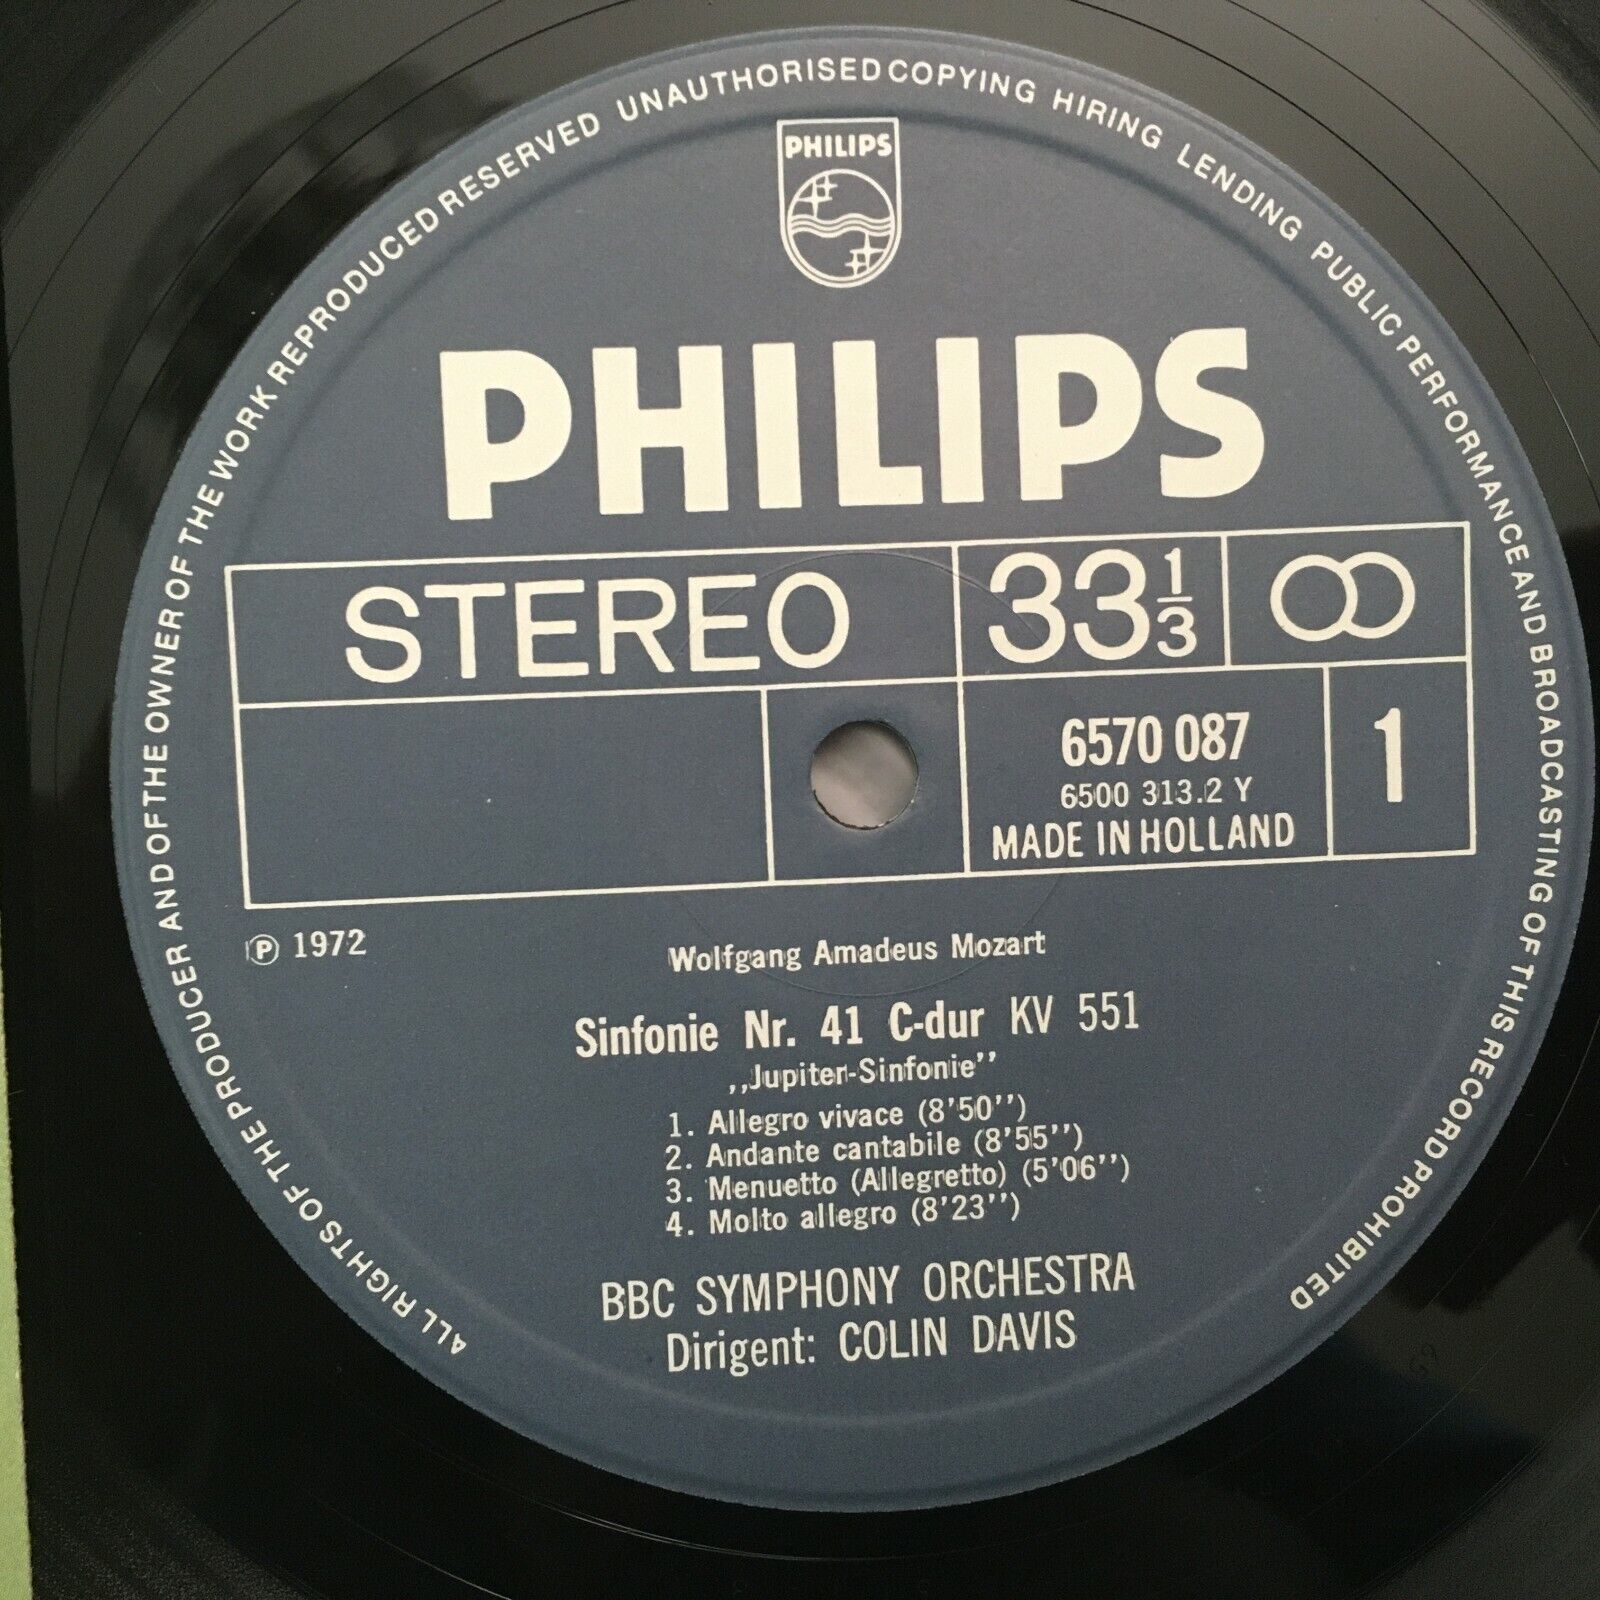 ALL RIGHTS OF THE PRODUCER AND OF THE OWNER OF THE WORK REPRODUCED RESERVED UNAUTHORISED COPYING HIRING LENDING PUBLIC PERFORMANCE AND BROADCASTING OF THIS RECORD PROHIBITED
PHILIPS
PHILIPS
STEREO 33 1/3
6570 087 1
6500 313.2 Y
MADE IN HOLLAND
℗ 1972
Wolfgang Amadeus Mozart
Sinfonie Nr. 41 C-dur KV 551
,,Jupiter-Sinfonie''
1. Allegro vivace (8'50'')
2. Andante cantabile (8'55'')
3. Menuetto (Allegretto) (5'06'')
4. Molto allegro (8'23'')
BBC SYMPHONY ORCHESTRA
Dirigent: COLIN DAVIS